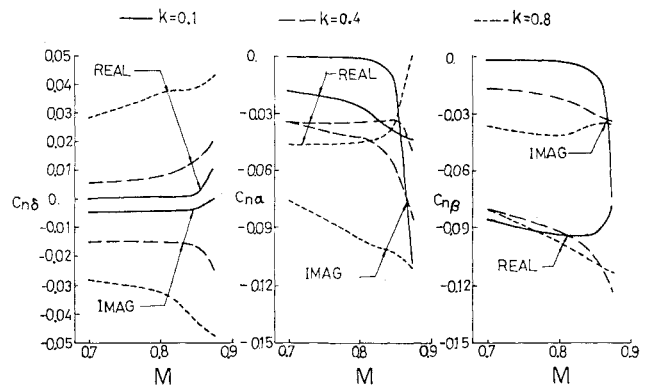 k=0.1 k=0.4 k=0.8
0.05
0.04
0.03
0.02
0.01
0.
-0.01
-0.02
-0.03
-0.04
-0.05
Cnδ
REAL
IMAG
0.7 0.8 0.9
M
0.
-0.03
-0.06
-0.09
-0.12
-0.15
Cnα
REAL
IMAG
0.7 0.8 0.9
M
0.
-0.03
-0.06
-0.09
-0.12
-0.15
Cnβ
IMAG
REAL
0.7 0.8 0.9
M